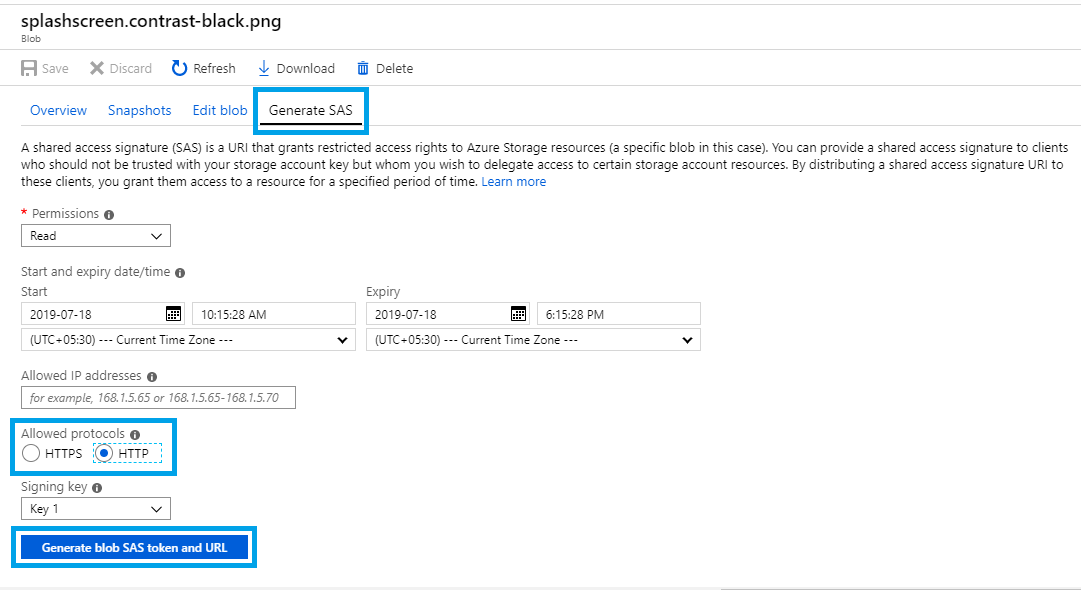 splashscreen.contrast-black.png
Blob
Save Discard Refresh Download Delete
Overview Snapshots Edit blob Generate SAS
A shared access signature (SAS) is a URI that grants restricted access rights to Azure Storage resources (a specific blob in this case). You can provide a shared access signature to clients
who should not be trusted with your storage account key but whom you wish to delegate access to certain storage account resources. By distributing a shared access signature URI to
these clients, you grant them access to a resource for a specified period of time. Learn more
* Permissions
Read
Start and expiry date/time
Start Expiry
2019-07-18 10:15:28 AM 2019-07-18 6:15:28 PM
(UTC+05:30) --- Current Time Zone --- (UTC+05:30) --- Current Time Zone ---
Allowed IP addresses
for example, 168.1.5.65 or 168.1.5.65-168.1.5.70
Allowed protocols
HTTPS HTTP
Signing key
Key 1
Generate blob SAS token and URL